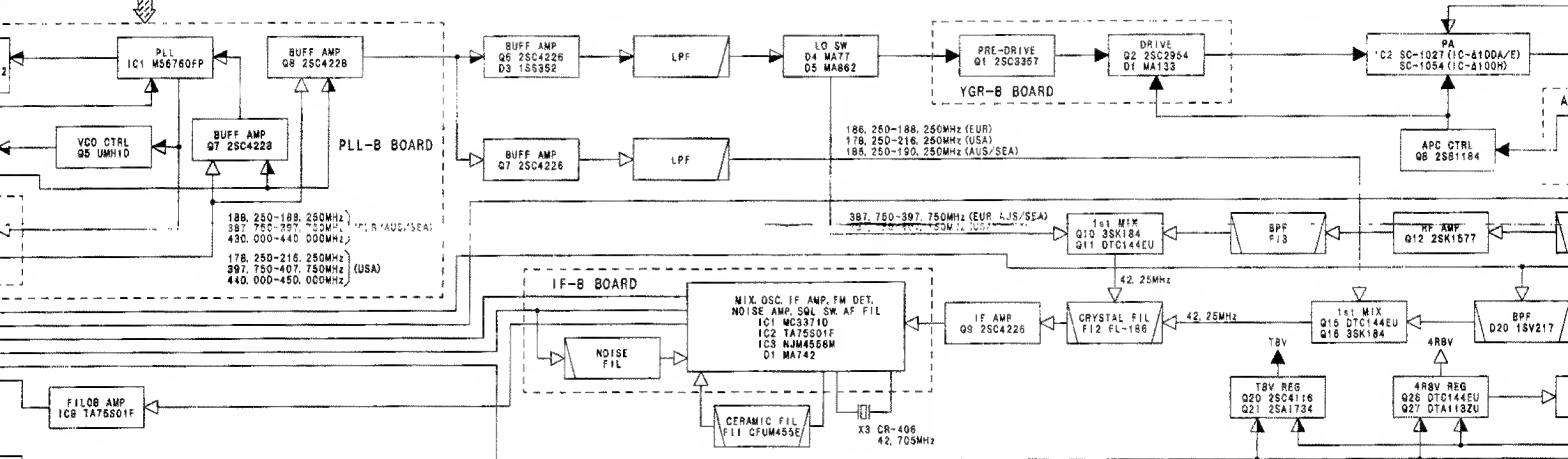 PLL
IC1 M56760FP
BUFF AMP
Q8 2SC4228
BUFF AMP
Q6 2SC4226
D3 1SS352
LPF
LO SW
D4 MA77
D5 MA862
PRE-DRIVE
Q1 2SC3357
DRIVE
Q2 2SC2954
D1 MA133
YGR-B BOARD
PA
IC2 SC-1027 (IC-Δ100A/E)
SC-1054 (IC-Δ100H)
VCO CTRL
Q5 UMH1D
BUFF AMP
Q7 2SC4228
PLL-B BOARD
BUFF AMP
Q7 2SC4226
LPF
186.250-188.250MHz (EUR)
178.250-216.250MHz (USA)
186.250-190.250MHz (AUS/SEA)
APC CTRL
Q8 2SB1184
188.250-188.250MHz
387.750-397.750MHz
430.000-440.000MHz
178.250-216.250MHz
397.750-407.750MHz (USA)
440.000-450.000MHz
387.750-397.750MHz (EUR AUS/SEA)
1st MIX
Q10 3SK184
Q11 DTC144EU
BPF
FI3
RF AMP
Q12 2SK1577
42.25MHz
IF-B BOARD
MIX, OSC, IF AMP, FM DET,
NOISE AMP, SQL SW, AF FIL
IC1 MC3371D
IC2 TA75S01F
IC3 NJM4558M
D1 MA742
NOISE
FIL
IF AMP
Q9 2SC4226
CRYSTAL FIL
FI2 FL-186
42.25MHz
1st MIX
Q15 DTC144EU
Q16 3SK184
BPF
D20 1SV217
T8V
4R8V
T8V REG
Q20 2SC4116
Q21 2SA1734
4R8V REG
Q26 DTC144EU
Q27 DTA113ZU
FIL08 AMP
IC9 TA75S01F
CERAMIC FIL
FI1 CFUM455E
X3 CR-406
42.705MHz